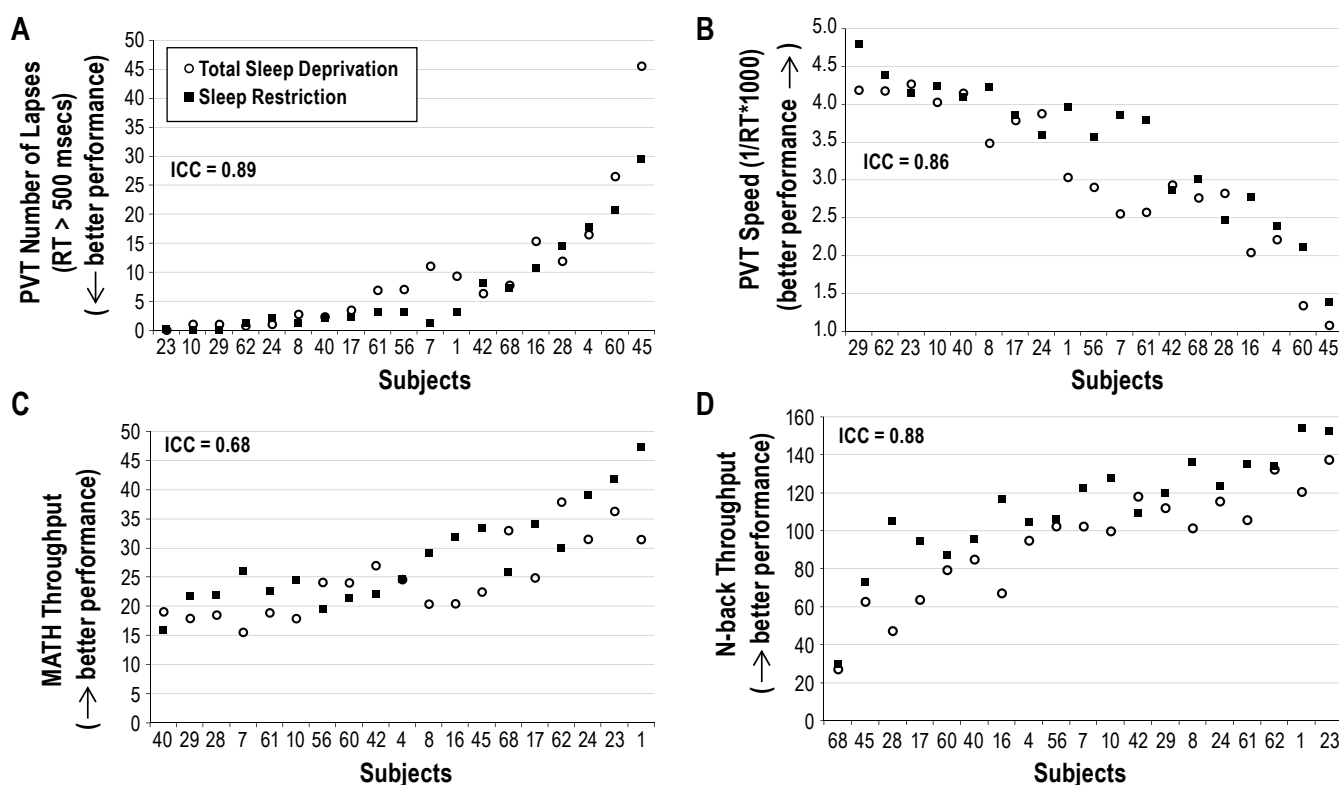 A
PVT Number of Lapses
(RT > 500 msecs)
( ← better performance)
50
45
40
35
30
25
20
15
10
5
0
Total Sleep Deprivation
Sleep Restriction
ICC = 0.89
23 10 29 62 24 8 40 17 61 56 7 1 42 68 16 28 4 60 45
Subjects
B
PVT Speed (1/RT*1000)
(better performance → )
5.0
4.5
4.0
3.5
3.0
2.5
2.0
1.5
1.0
ICC = 0.86
29 62 23 10 40 8 17 24 1 56 7 61 42 68 28 16 4 60 45
Subjects
C
MATH Throughput
( → better performance)
50
45
40
35
30
25
20
15
10
5
0
ICC = 0.68
40 29 28 7 61 10 56 60 42 4 8 16 45 68 17 62 24 23 1
Subjects
D
N-back Throughput
( → better performance)
160
140
120
100
80
60
40
20
0
ICC = 0.88
68 45 28 17 60 40 16 4 56 7 10 42 29 8 24 61 62 1 23
Subjects